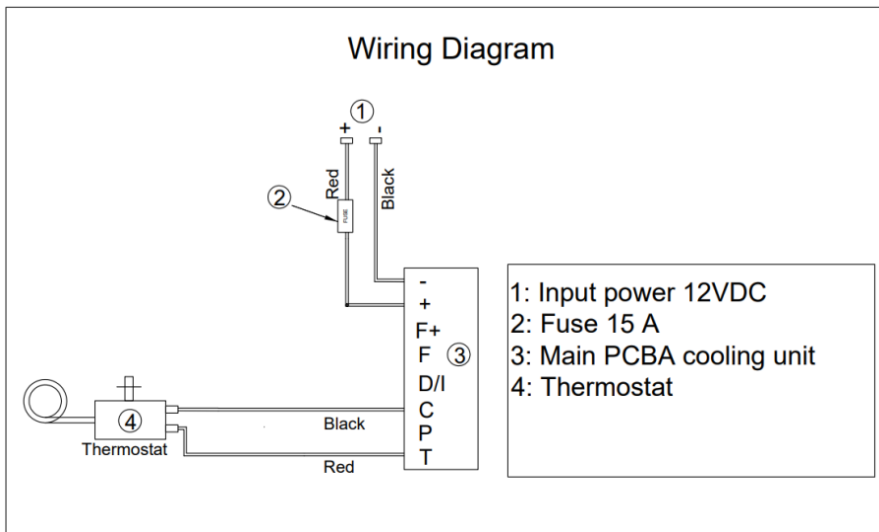 Wiring Diagram
1
+ -
Red
Black
2
FUSE
-
+
F+
F
3
D/I
C
P
T
4
Thermostat
Black
Red
1: Input power 12VDC
2: Fuse 15 A
3: Main PCBA cooling unit
4: Thermostat